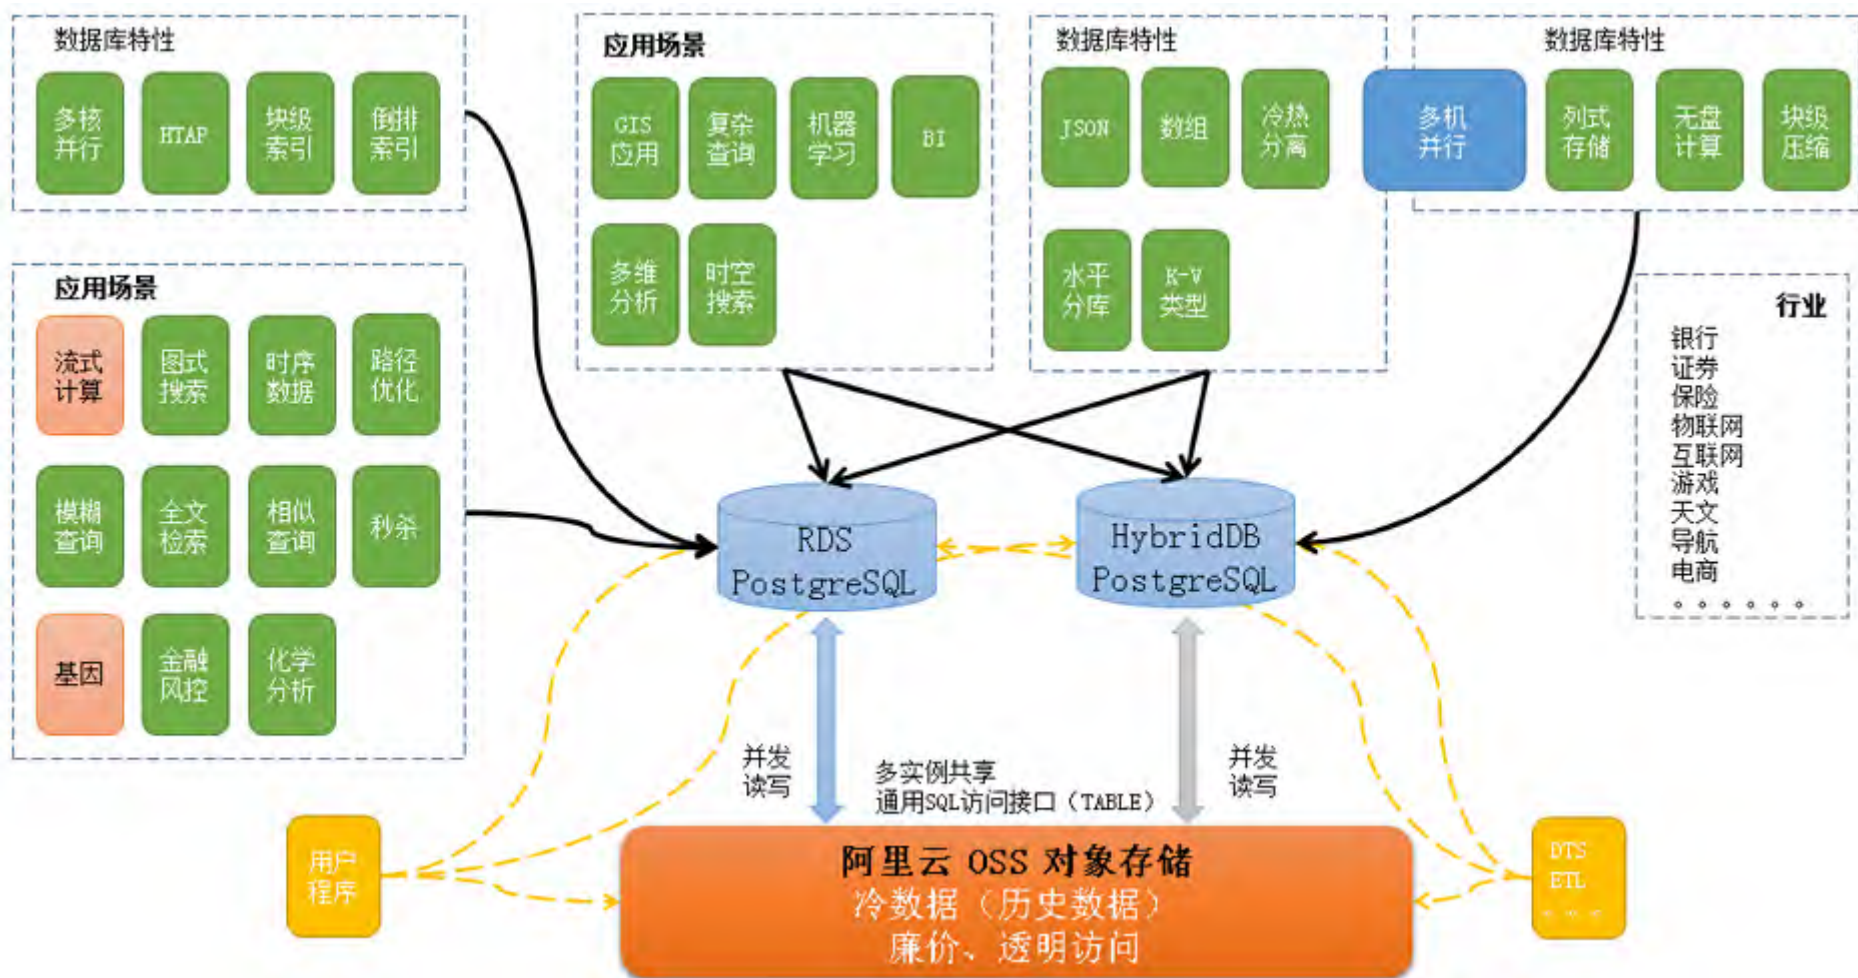 数据库特性
多核
并行
HTAP
块级
索引
倒排
索引
应用场景
GIS
应用
复杂
查询
机器
学习
BI
多维
分析
时空
搜索
数据库特性
JSON
数组
冷热
分离
水平
分库
K-V
类型
数据库特性
多机
并行
列式
存储
无盘
计算
块级
压缩
应用场景
流式
计算
图式
搜索
时序
数据
路径
优化
模糊
查询
全文
检索
相似
查询
秒杀
基因
金融
风控
化学
分析
行业
银行
证券
保险
物联网
互联网
游戏
天文
导航
电商
。。。。。。
RDS
PostgreSQL
HybridDB
PostgreSQL
并发
读写
多实例共享
通用SQL访问接口（TABLE）
并发
读写
用户
程序
阿里云 OSS 对象存储
冷数据（历史数据）
廉价、透明访问
DTS
ETL
。。。